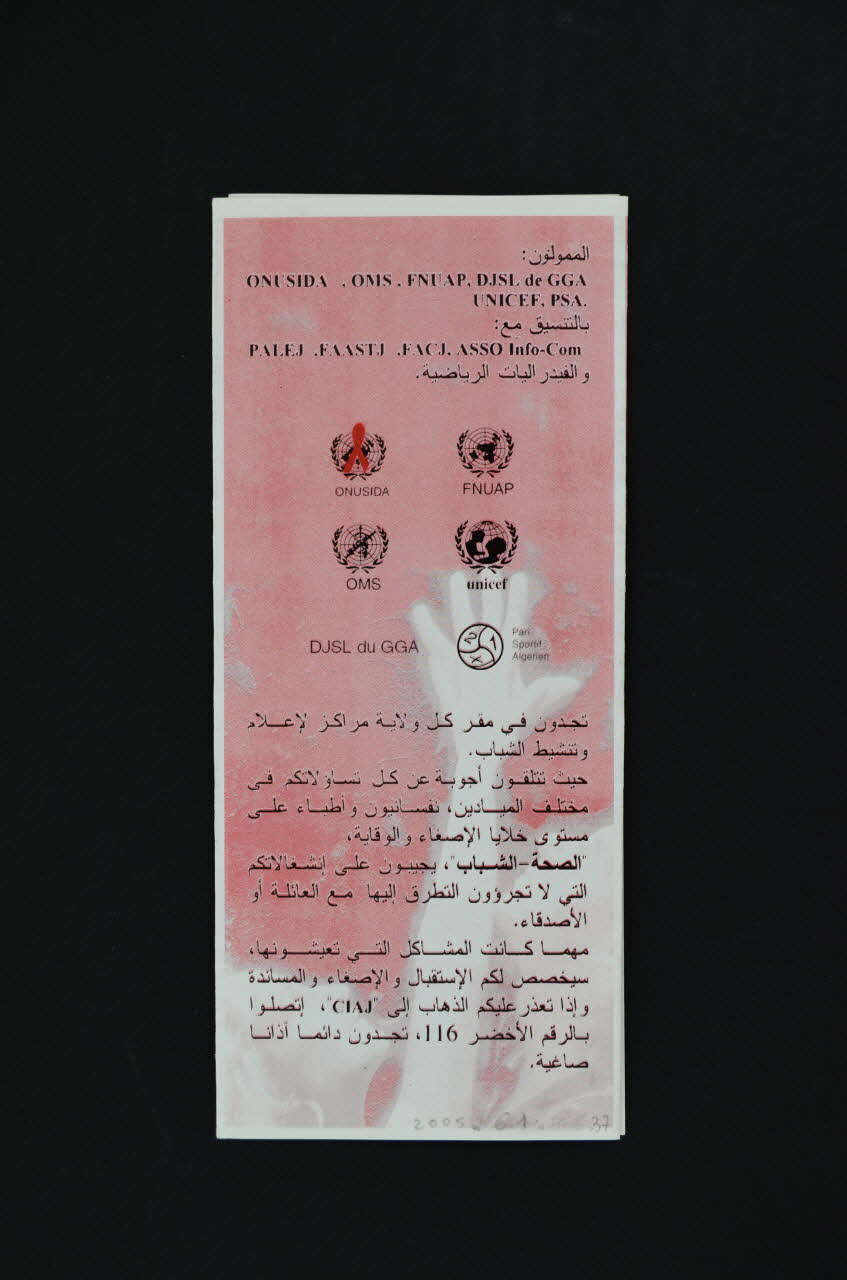 الممولون:
ONUSIDA , OMS , FNUAP, DJSL de GGA
UNICEF, PSA.
بالتنسيق مع:
PALEJ ,FAASTJ ,FACJ, ASSO Info-Com
والفيدراليات الرياضية.
ONUSIDA
FNUAP
OMS
unicef
DJSL du GGA
Pari
Sportif
Algerien
تجدون في مقر كل ولاية مراكز لإعلام
وتنشيط الشباب.
حيث تتلقون أجوبة عن كل تساؤلاتكم في
مختلف الميادين، نفسانيون وأطباء على
مستوى خلايا الإصغاء والوقاية،
"الصحة-الشباب"، يجيبون على إنشغالاتكم
التي لا تجرؤون التطرق إليها مع العائلة أو
الأصدقاء.
مهما كانت المشاكل التي تعيشونها،
سيخصص لكم الإستقبال والإصغاء والمساندة
وإذا تعذر عليكم الذهاب إلى "CIAJ"، إتصلوا
بالرقم الأخضر 116، تجدون دائما أذانا
صاغية.
2005. 61. 37